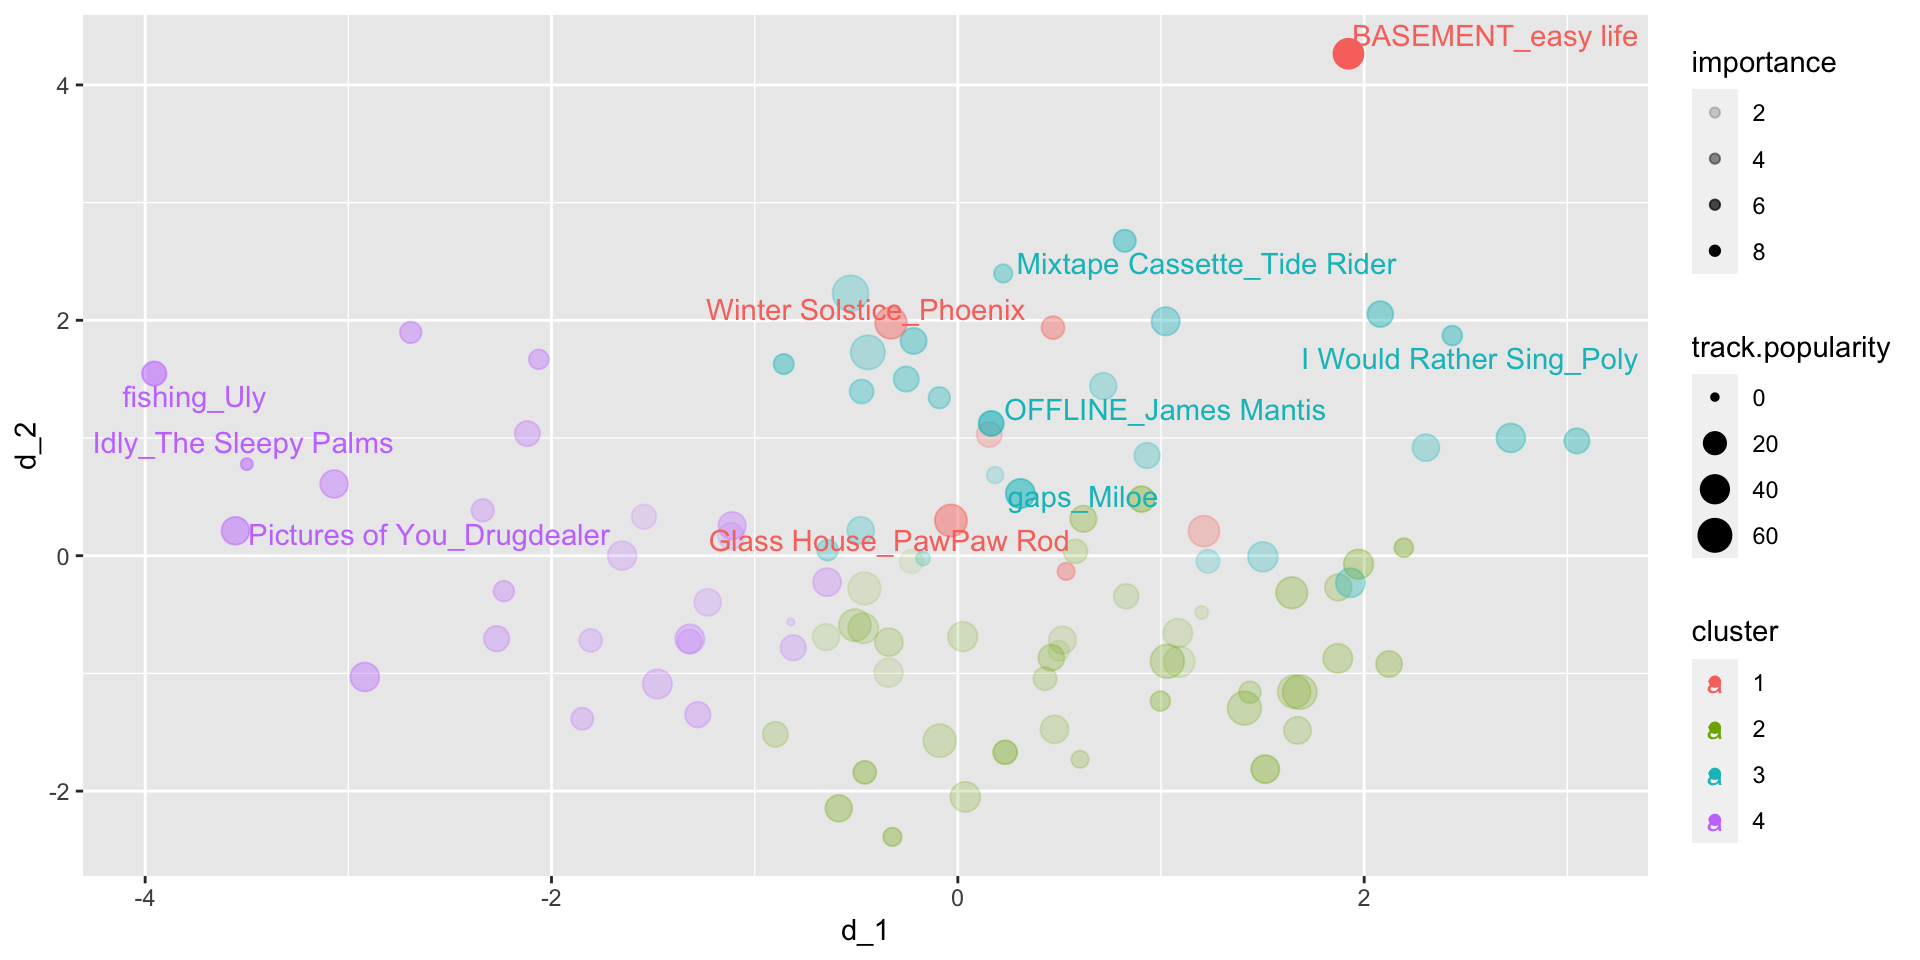 BASEMENT_easy life
Mixtape Cassette_Tide Rider
Winter Solstice_Phoenix
I Would Rather Sing_Poly
fishing_Uly
OFFLINE_James Mantis
Idly_The Sleepy Palms
gaps_Miloe
Pictures of You_Drugdealer
Glass House_PawPaw Rod
d_2
4
2
0
-2
-4
-2
0
2
d_1
importance
2
4
6
8
track.popularity
0
20
40
60
cluster
a 1
a 2
a 3
a 4